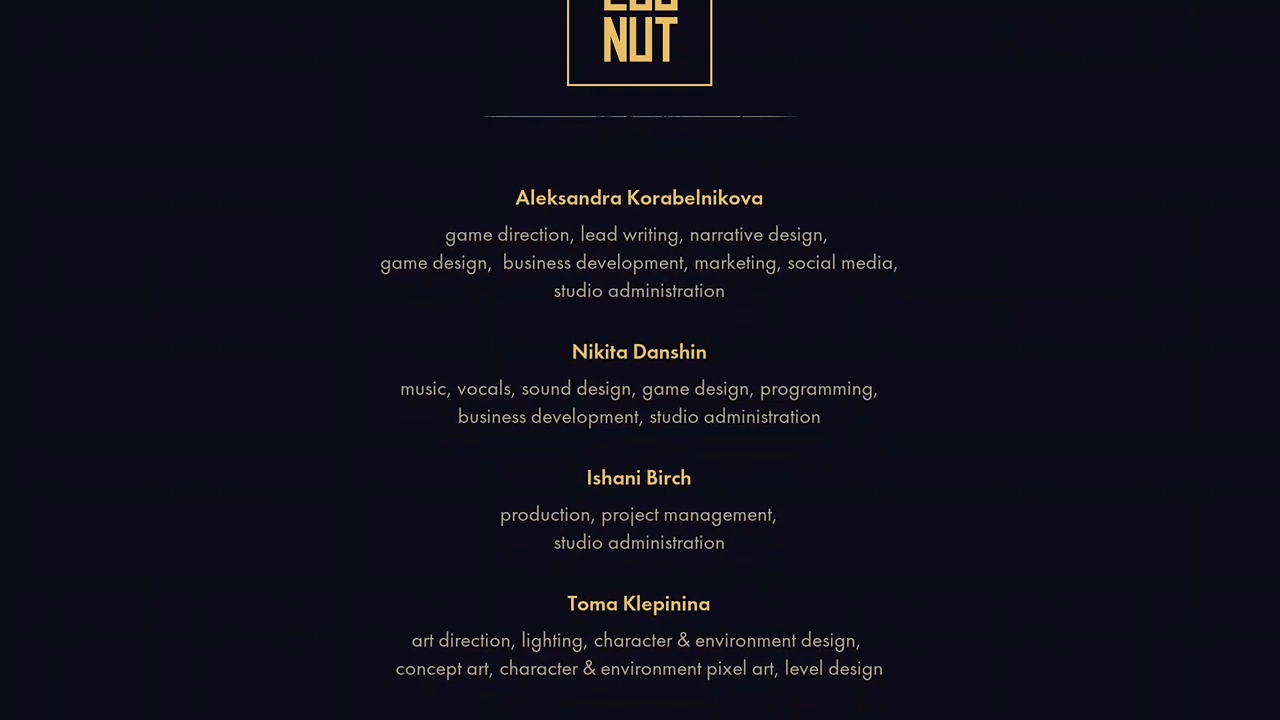 NUT
Aleksandra Korabelnikova
game direction, lead writing, narrative design,
game design, business development, marketing, social media,
studio administration
Nikita Danshin
music, vocals, sound design, game design, programming,
business development, studio administration
Ishani Birch
production, project management,
studio administration
Toma Klepinina
art direction, lighting, character & environment design,
concept art, character & environment pixel art, level design